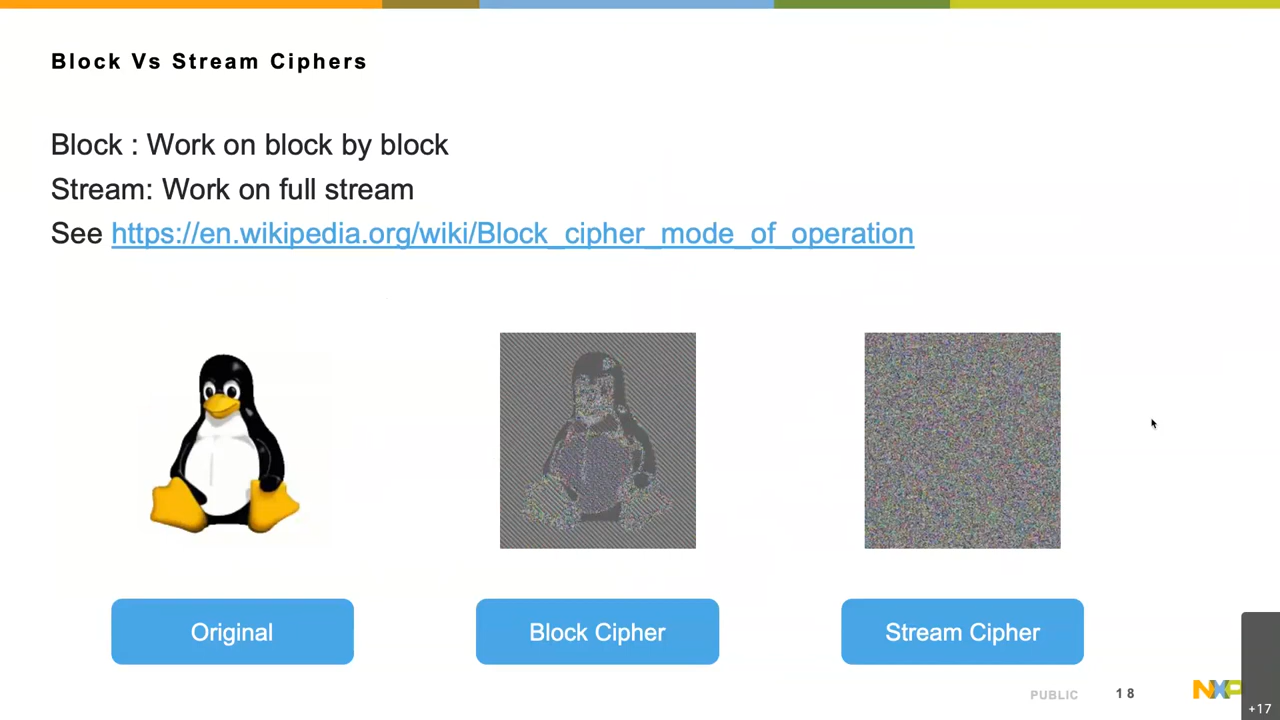 Block Vs Stream Ciphers
Block : Work on block by block
Stream: Work on full stream
See https://en.wikipedia.org/wiki/Block_cipher_mode_of_operation
Original
Block Cipher
Stream Cipher
PUBLIC
18
NXP
+17